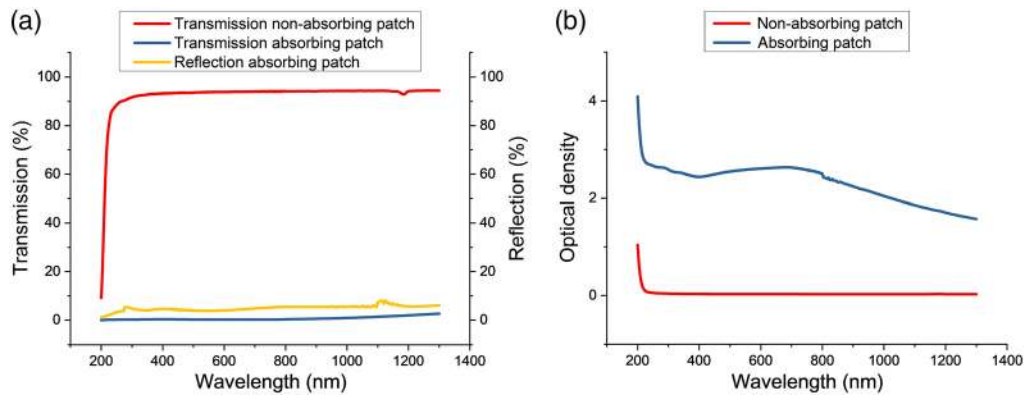 (a)
Transmission non-absorbing patch
Transmission absorbing patch
Reflection absorbing patch
100
80
60
40
20
0
Transmission (%)
100
80
60
40
20
0
Reflection (%)
200 400 600 800 1000 1200 1400
Wavelength (nm)
(b)
Non-absorbing patch
Absorbing patch
4
2
0
Optical density
200 400 600 800 1000 1200 1400
Wavelength (nm)